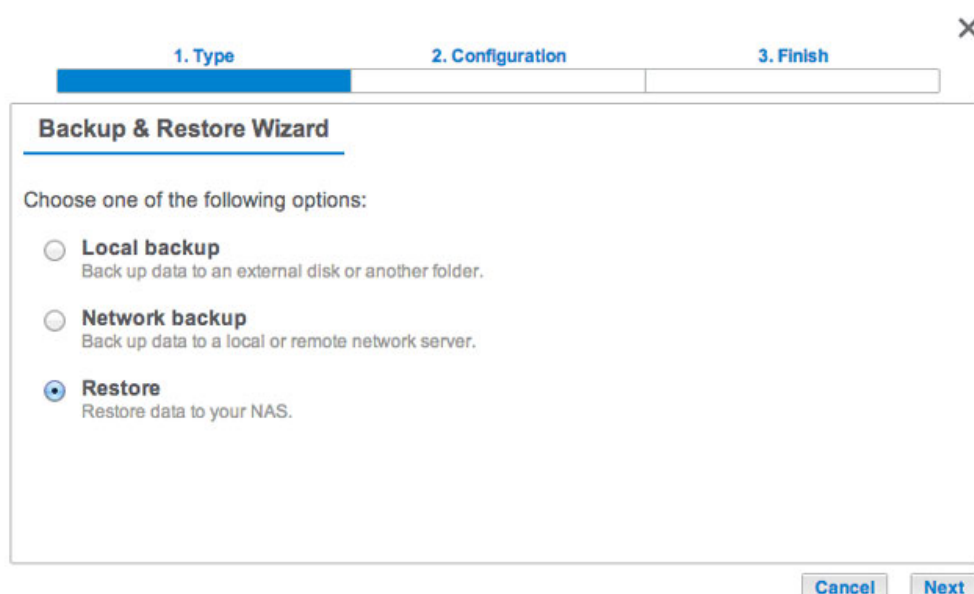 1. Type 2. Configuration 3. Finish
Backup & Restore Wizard
Choose one of the following options:
Local backup
Back up data to an external disk or another folder.
Network backup
Back up data to a local or remote network server.
Restore
Restore data to your NAS.
Cancel Next